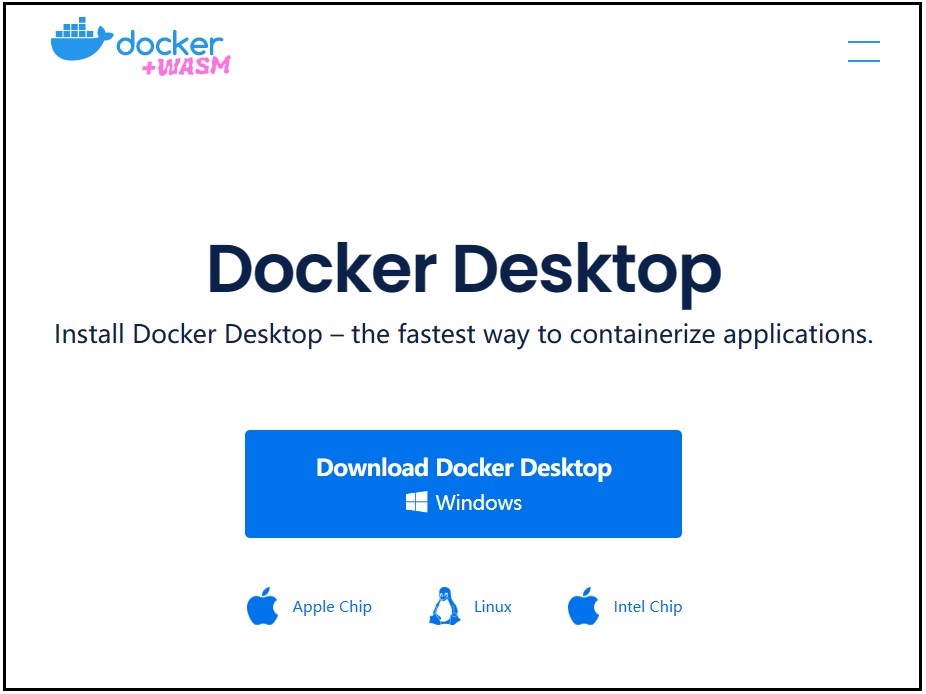 docker
+WASM
Docker Desktop
Install Docker Desktop – the fastest way to containerize applications.
Download Docker Desktop
Windows
Apple Chip
Linux
Intel Chip